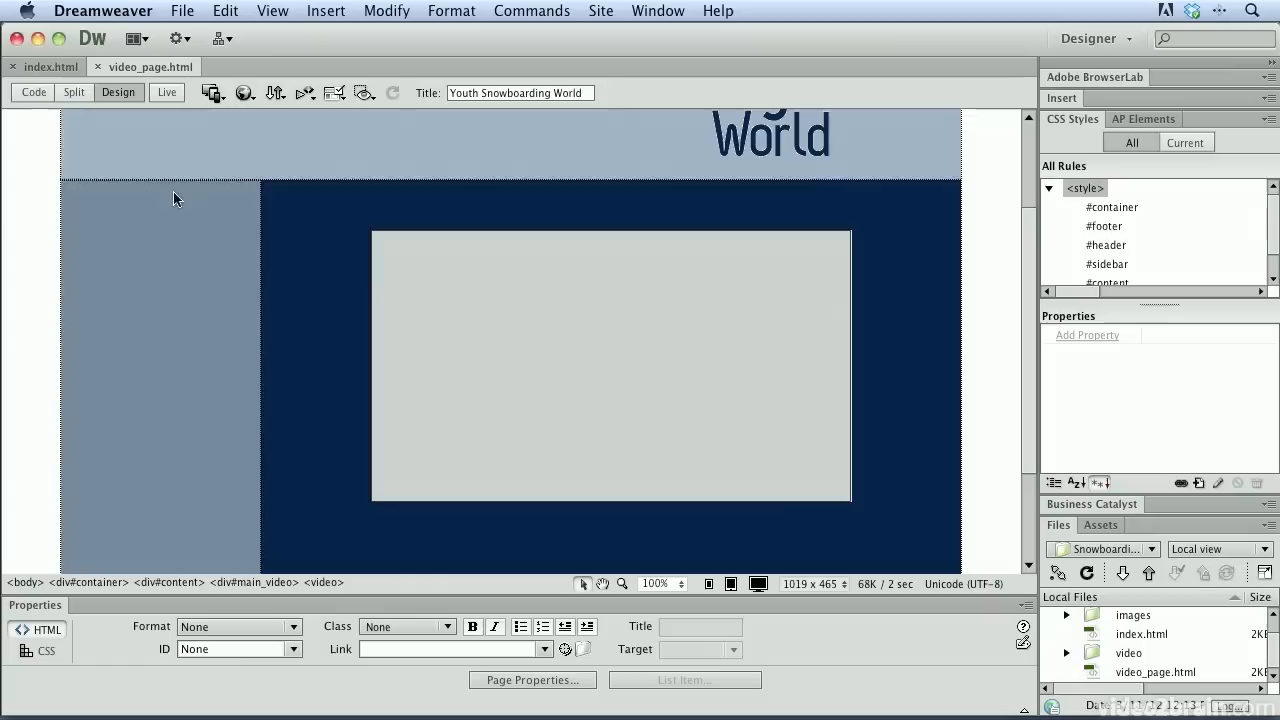 Dreamweaver File Edit View Insert Modify Format Commands Site Window Help
Dw Designer
index.html video_page.html
Code Split Design Live Title: Youth Snowboarding World
World
<body> <div#container> <div#content> <div#main_video> <video> 100% 1019 x 465 68K / 2 sec Unicode (UTF-8)
Properties
HTML Format None Class None B I Title
CSS ID None Link Target
Page Properties... List Item...
Adobe BrowserLab
Insert
CSS Styles AP Elements
All Current
All Rules
<style>
#container
#footer
#header
#sidebar
#content
Properties
Add Property
Business Catalyst
Files Assets
Snowboardi... Local view
Local Files Size
images
index.html 2KB
video
video_page.html 2KB
Log...